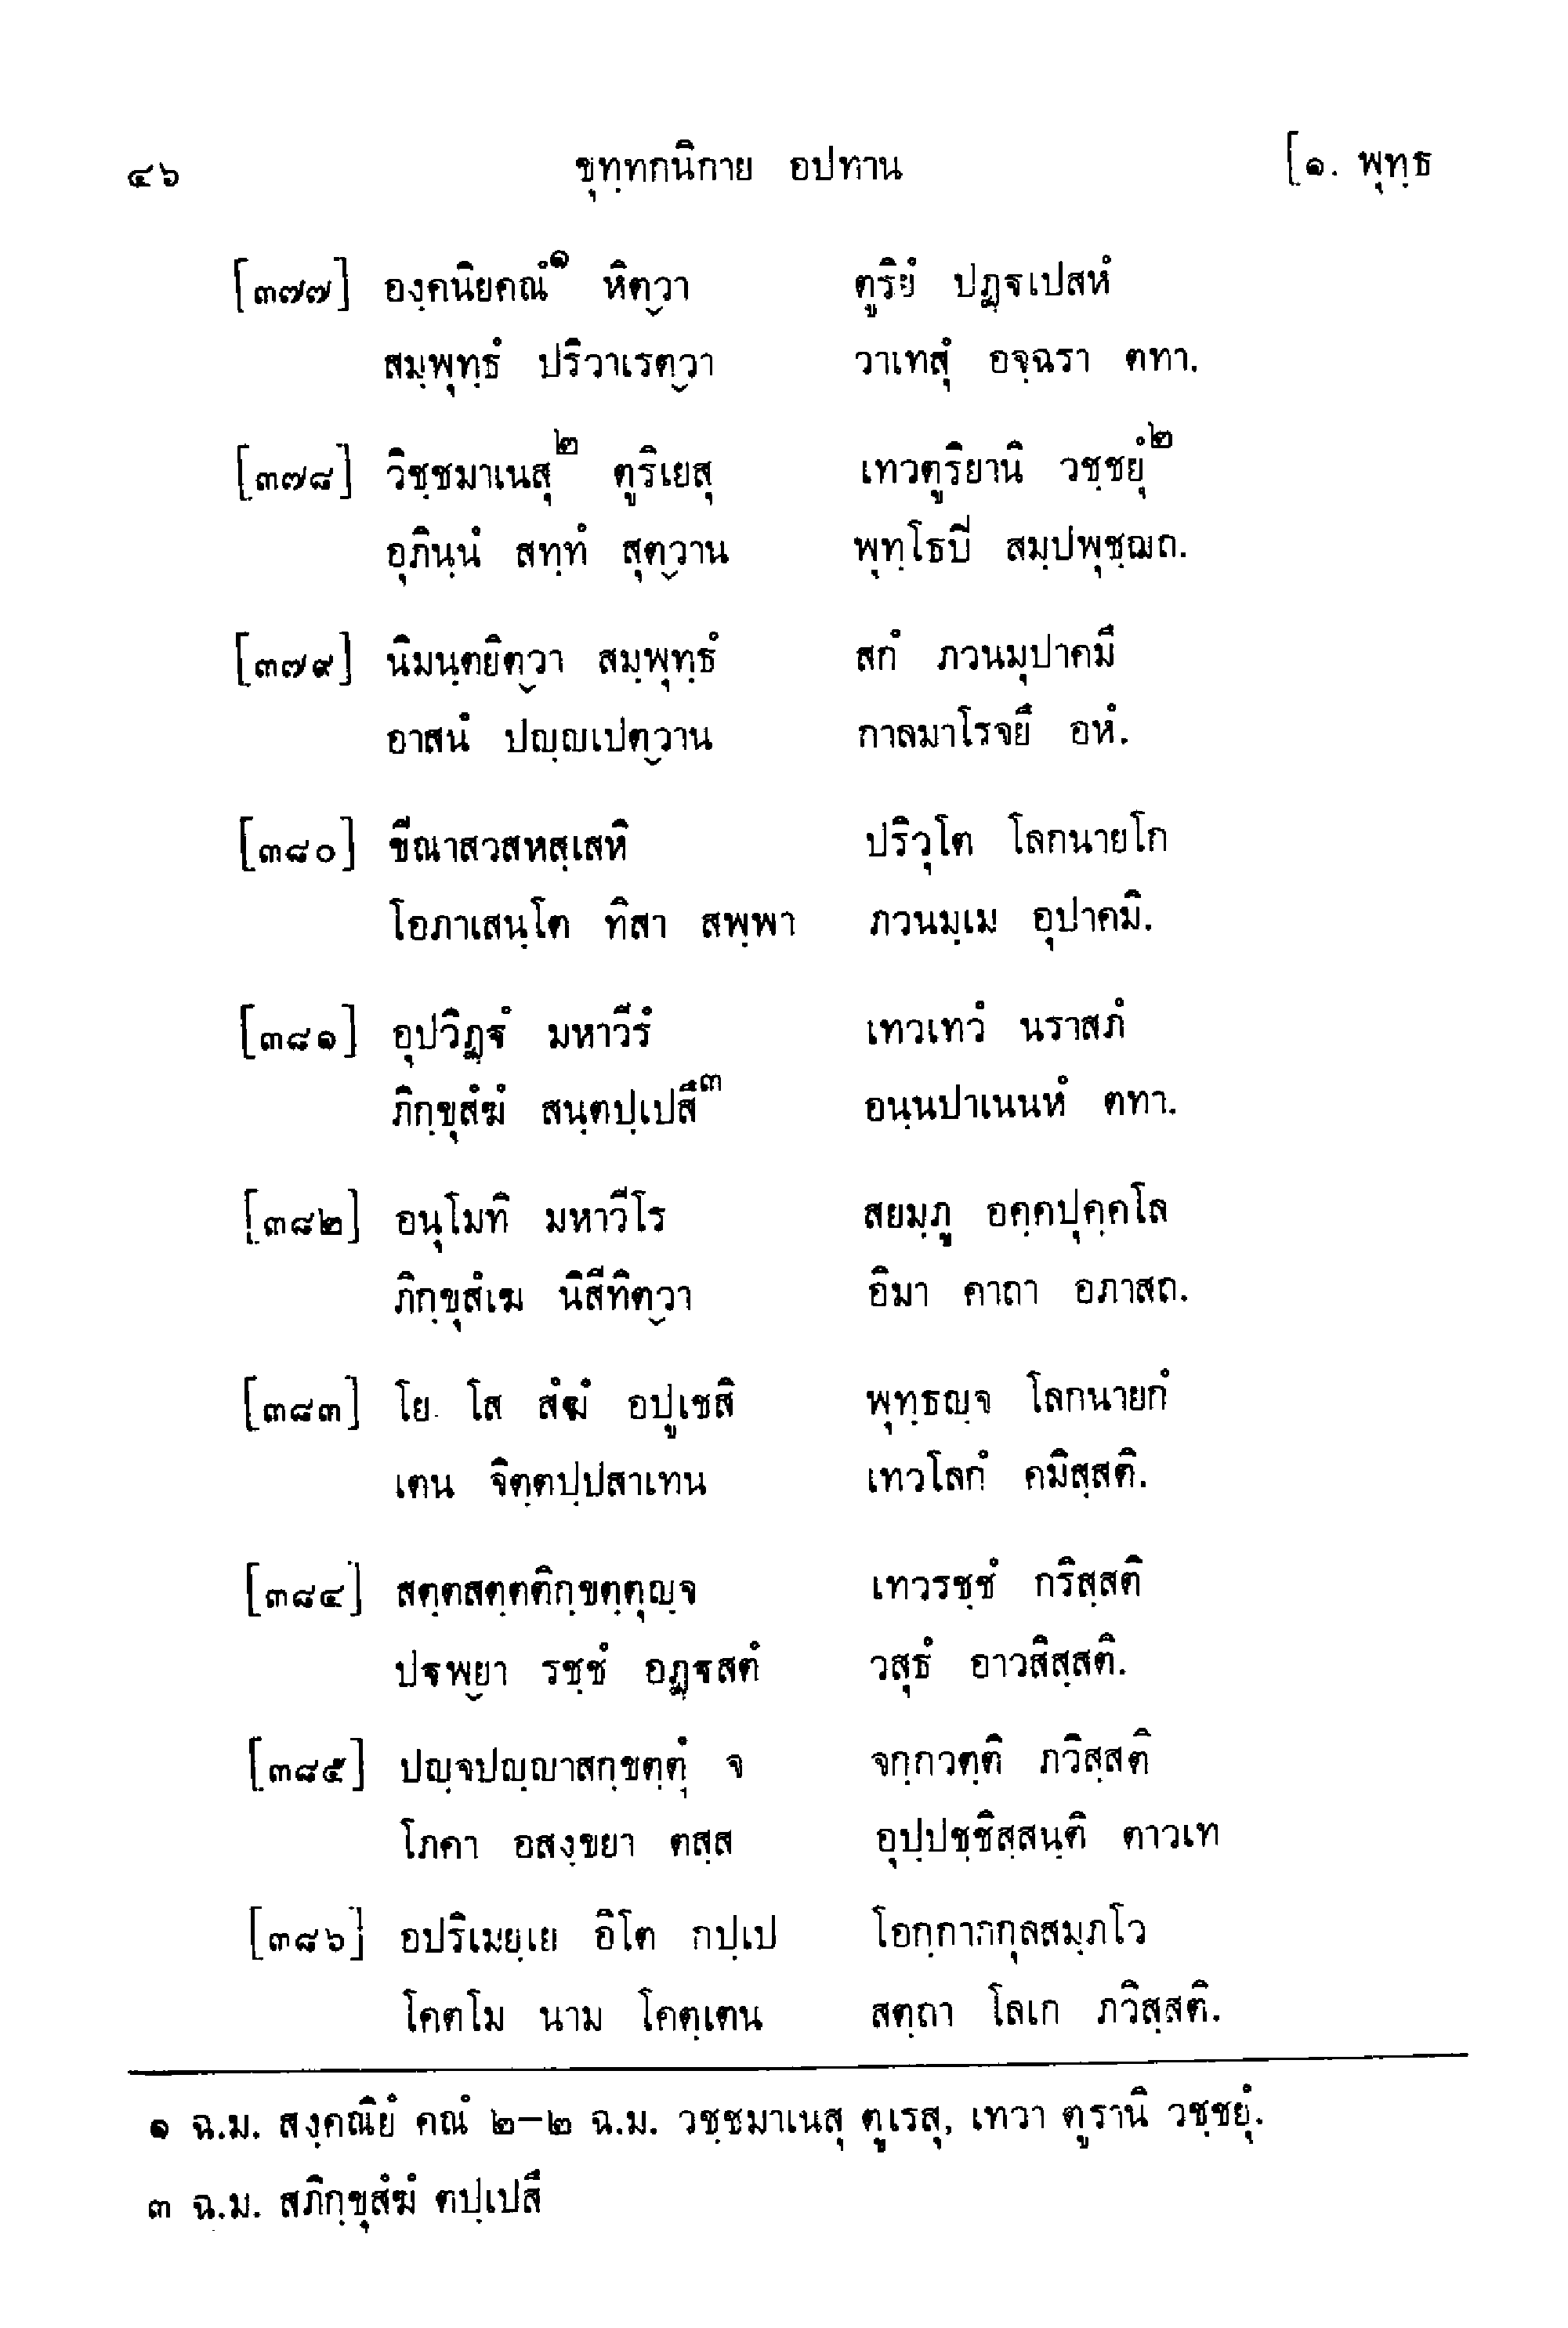 ๔๖ ขุทฺทกนิกาย อปทาน [๑. พุทฺธ
[๓๗๗] องฺคนิยคณํ๑ หิตฺวา ตูริยํ ปฏฺฐเปสหํ
สมฺพุทฺธํ ปริวาเรตฺวา วาเทสุํ อจฺฉรา ตทา.
[๓๗๘] วิชฺชมาเนสุ๒ ตูริเยสุ เทวตูริยานิ วชฺชยุํ๒
อุภินฺนํ สทฺทํ สุตฺวาน พุทฺโธปิ สมฺปพุชฺฌถ.
[๓๗๙] นิมนฺตยิตฺวา สมฺพุทฺธํ สกํ ภวนมุปาคมึ
อาสนํ ปญฺญเปตฺวาน กาลมาโรจยึ อหํ.
[๓๘๐] ขีณาสวสหสฺเสหิ ปริวุโต โลกนายโก
โอภาเสนฺโต ทิสา สพฺพา ภวนมฺเม อุปาคมิ.
[๓๘๑] อุปวิฏฺฐํ มหาวีรํ เทวเทวํ นราสภํ
ภิกฺขุสํฆํ สนฺตปฺเปสึ๓ อนฺนปาเนนหํ ตทา.
[๓๘๒] อนุโมทิ มหาวีโร สยมฺภู อคฺคปุคฺคโล
ภิกฺขุสํเฆ นิสีทิตฺวา อิมา คาถา อภาสถ.
[๓๘๓] โย โส สํฆํ อปูเชสิ พุทฺธญฺจ โลกนายกํ
เตน จิตฺตปฺปสาเทน เทวโลกํ คมิสฺสติ.
[๓๘๔] สตฺตสตฺตติกฺขตฺตุญฺจ เทวรชฺชํ กริสฺสติ
ปฐพฺยา รชฺชํ อฏฺฐสตํ วสุธํ อาวสิสฺสติ.
[๓๘๕] ปญฺจปญฺญาสกฺขตฺตุํ จ จกฺกวตฺติ ภวิสฺสติ
โภคา อสงฺขยา ตสฺส อุปฺปชฺชิสฺสนฺติ ตาวเท
[๓๘๖] อปริเมยฺเย อิโต กปฺเป โอกฺกากกุลสมฺภโว
โคตโม นาม โคตฺเตน สตฺถา โลเก ภวิสฺสติ.
๑ ฉ.ม. สงฺคณิยํ คณํ ๒-๒ ฉ.ม. วชฺชมาเนสุ ตูเรสุ, เทวา ตูรานิ วชฺชยุํ.
๓ ฉ.ม. สภิกฺขุสํฆํ ตปฺเปสึ